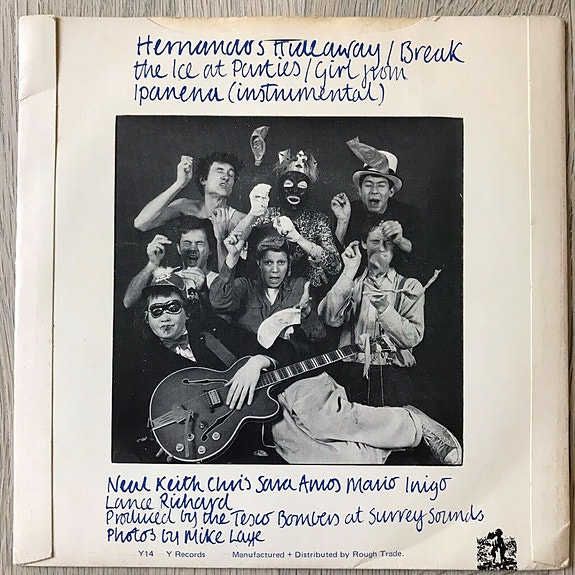 Hernandos Hideaway/Break
the Ice at Parties/Girl from
Ipanena (instrumental)
Neal Keith Chris Sara Amos Mario Inigo
Lance Richard
Produced by the Tesco Bombers at Surrey Sounds
Photos by Mike Laye
Y14 Y Records Manufactured + Distributed by Rough Trade.